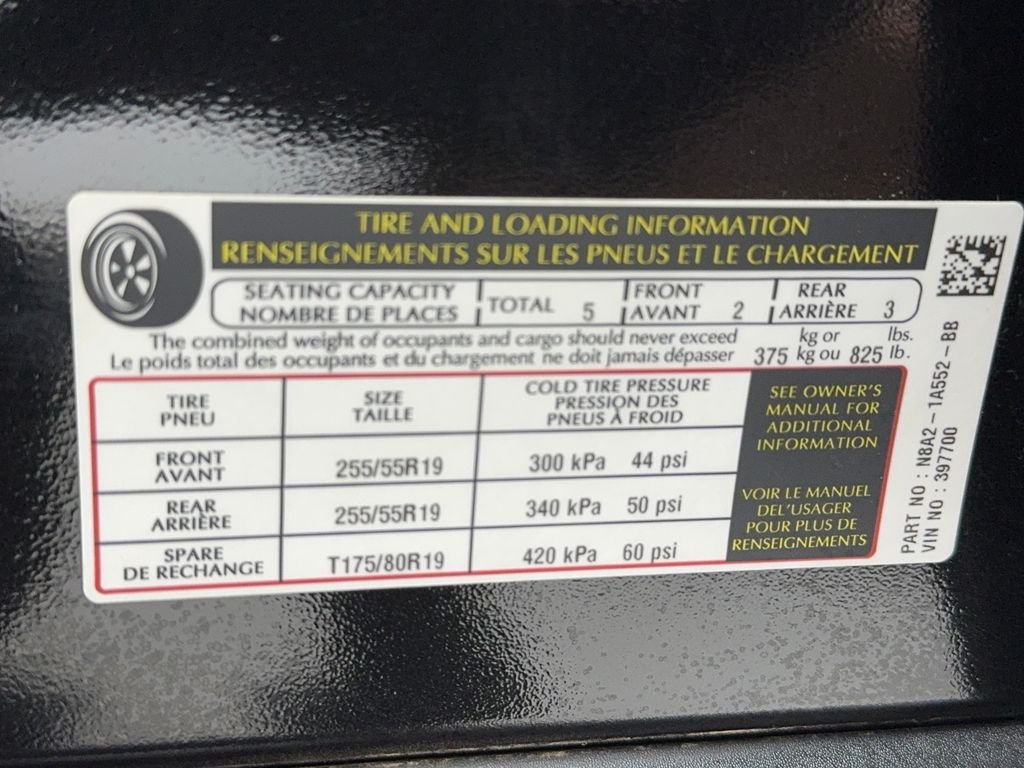 TIRE AND LOADING INFORMATION
RENSEIGNEMENTS SUR LES PNEUS ET LE CHARGEMENT
SEATING CAPACITY
NOMBRE DE PLACES
TOTAL 5
FRONT
AVANT 2
REAR
ARRIÈRE 3
The combined weight of occupants and cargo should never exceed kg or lbs.
Le poids total des occupants et du chargement ne doit jamais dépasser 375 kg ou 825 lb.
TIRE
PNEU
SIZE
TAILLE
COLD TIRE PRESSURE
PRESSION DES
PNEUS À FROID
FRONT
AVANT
255/55R19
300 kPa 44 psi
REAR
ARRIÈRE
255/55R19
340 kPa 50 psi
SPARE
DE RECHANGE
T175/80R19
420 kPa 60 psi
SEE OWNER'S
MANUAL FOR
ADDITIONAL
INFORMATION
VOIR LE MANUEL
DEL'USAGER
POUR PLUS DE
RENSEIGNEMENTS
PART NO : N8A2 - 1A552 - BB
VIN NO : 397700